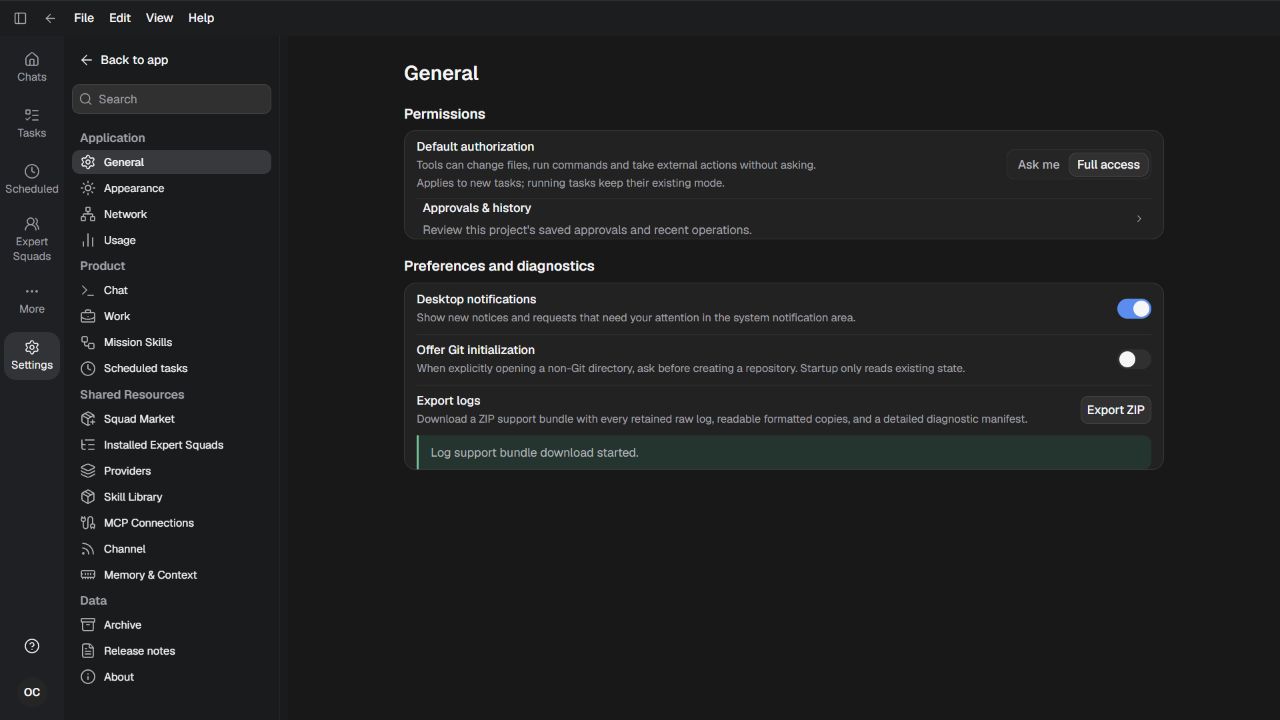 File Edit View Help
Chats
Tasks
Scheduled
Expert
Squads
More
Settings
OC
Back to app
Search
Application
General
Appearance
Network
Usage
Product
Chat
Work
Mission Skills
Scheduled tasks
Shared Resources
Squad Market
Installed Expert Squads
Providers
Skill Library
MCP Connections
Channel
Memory & Context
Data
Archive
Release notes
About
General
Permissions
Default authorization
Tools can change files, run commands and take external actions without asking.
Applies to new tasks; running tasks keep their existing mode.
Ask me Full access
Approvals & history
Review this project's saved approvals and recent operations.
Preferences and diagnostics
Desktop notifications
Show new notices and requests that need your attention in the system notification area.
Offer Git initialization
When explicitly opening a non-Git directory, ask before creating a repository. Startup only reads existing state.
Export logs
Download a ZIP support bundle with every retained raw log, readable formatted copies, and a detailed diagnostic manifest.
Export ZIP
Log support bundle download started.